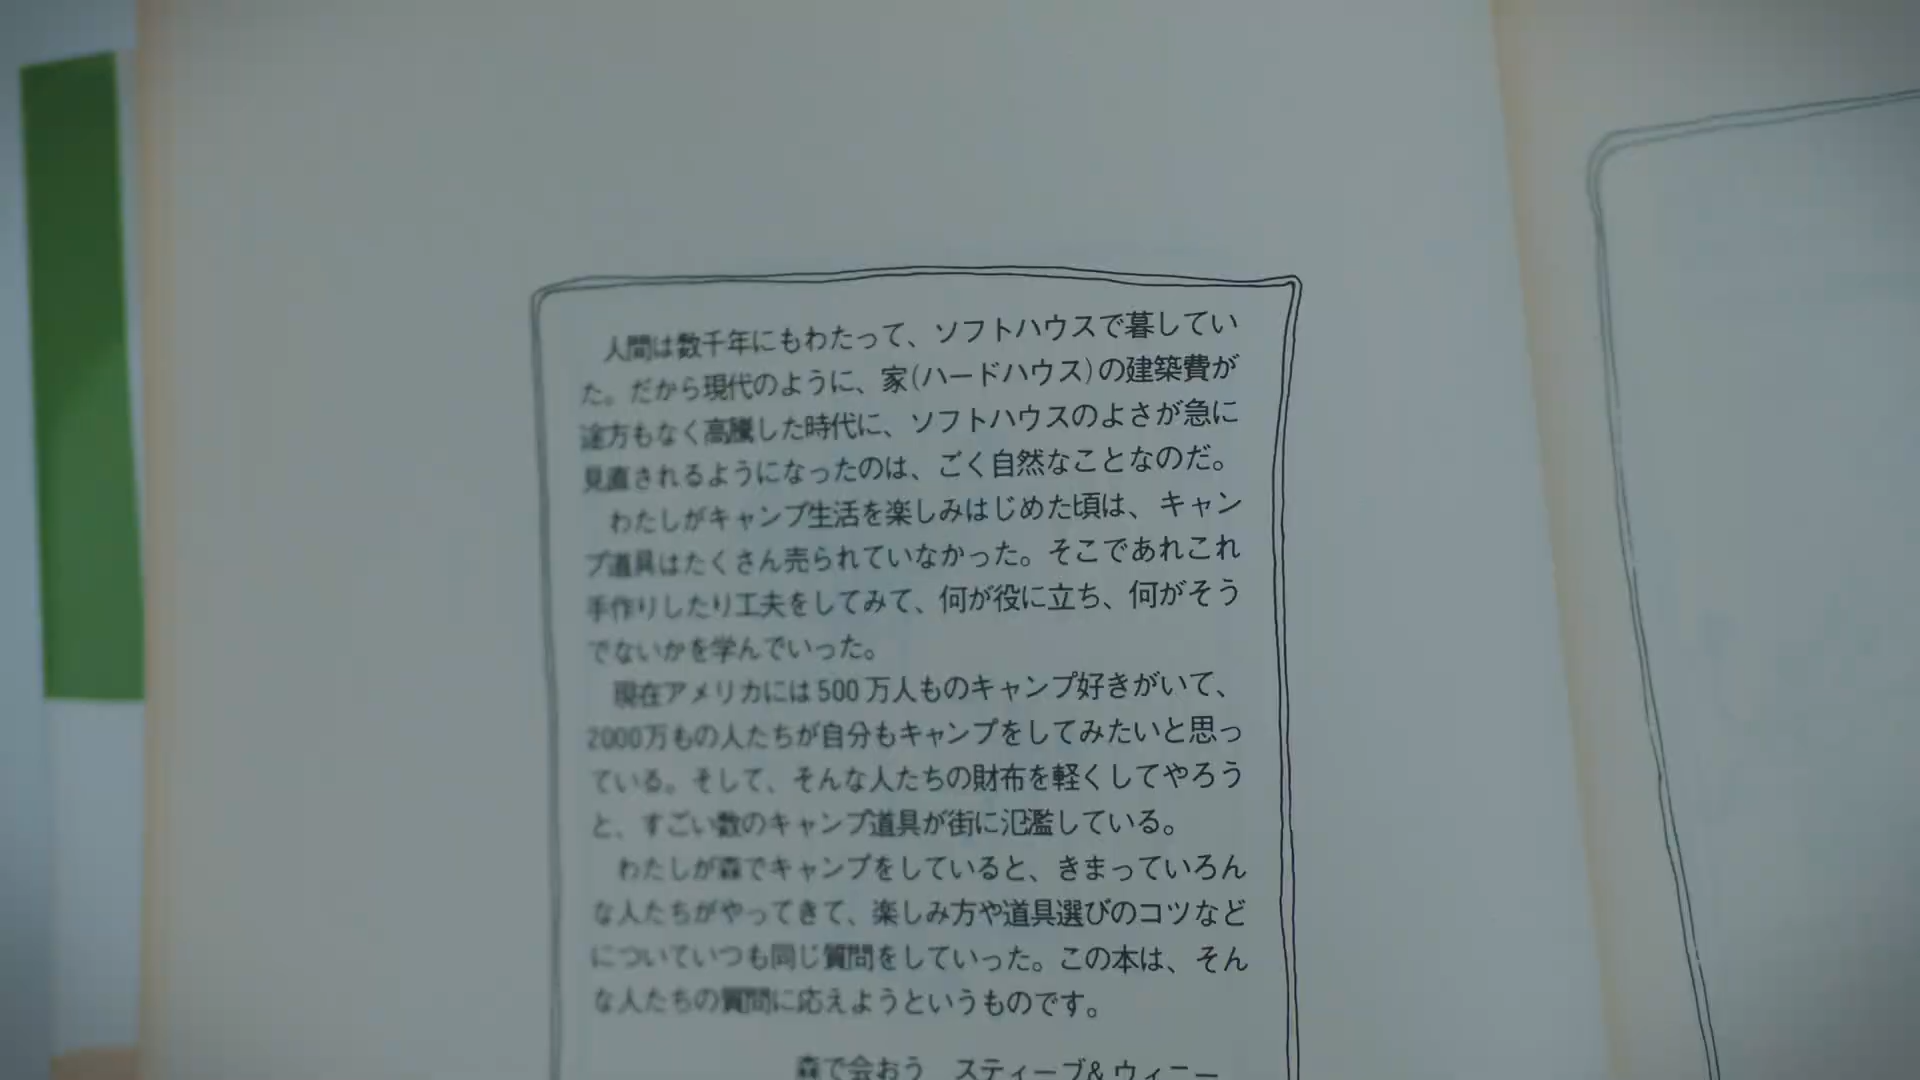 人間は数千年にもわたって、ソフトハウスで暮してい
た。だから現代のように、家(ハードハウス)の建築費が
途方もなく高騰した時代に、ソフトハウスのよさが急に
見直されるようになったのは、ごく自然なことなのだ。
わたしがキャンプ生活を楽しみはじめた頃は、キャン
プ道具はたくさん売られていなかった。そこであれこれ
手作りしたり工夫をしてみて、何が役に立ち、何がそう
でないかを学んでいった。
現在アメリカには500万人ものキャンプ好きがいて、
2000万もの人たちが自分もキャンプをしてみたいと思っ
ている。そして、そんな人たちの財布を軽くしてやろう
と、すごい数のキャンプ道具が街に氾濫している。
わたしが森でキャンプをしていると、きまっていろん
な人たちがやってきて、楽しみ方や道具選びのコツなど
についていつも同じ質問をしていった。この本は、そん
な人たちの質問に応えようというものです。
森で会おう スティーブ&ウィニー